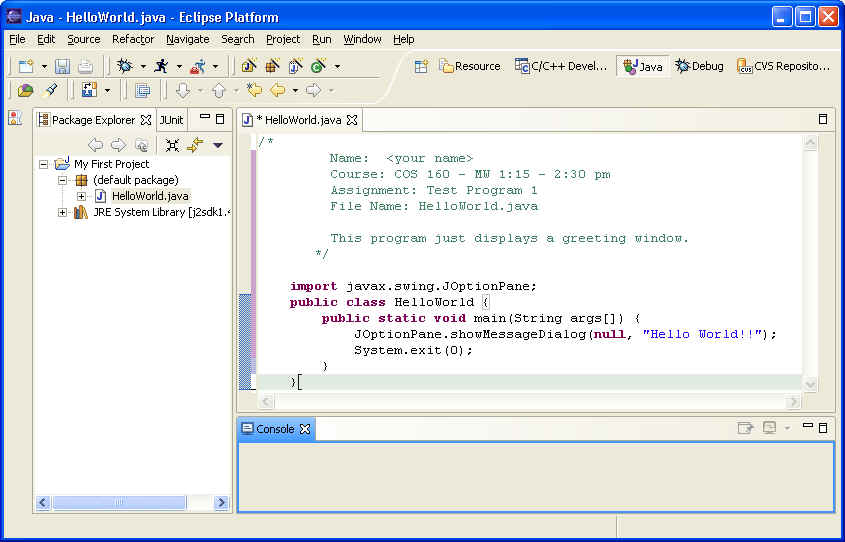 Java - HelloWorld.java - Eclipse Platform
File Edit Source Refactor Navigate Search Project Run Window Help
Resource C/C++ Devel... Java Debug CVS Reposito...
Package Explorer JUnit
* HelloWorld.java
My First Project
(default package)
HelloWorld.java
JRE System Library [j2sdk1.4
/*
Name: <your name>
Course: COS 160 - MW 1:15 - 2:30 pm
Assignment: Test Program 1
File Name: HelloWorld.java
This program just displays a greeting window.
*/
import javax.swing.JOptionPane;
public class HelloWorld {
public static void main(String args[]) {
JOptionPane.showMessageDialog(null, "Hello World!!");
System.exit(0);
}
}
Console